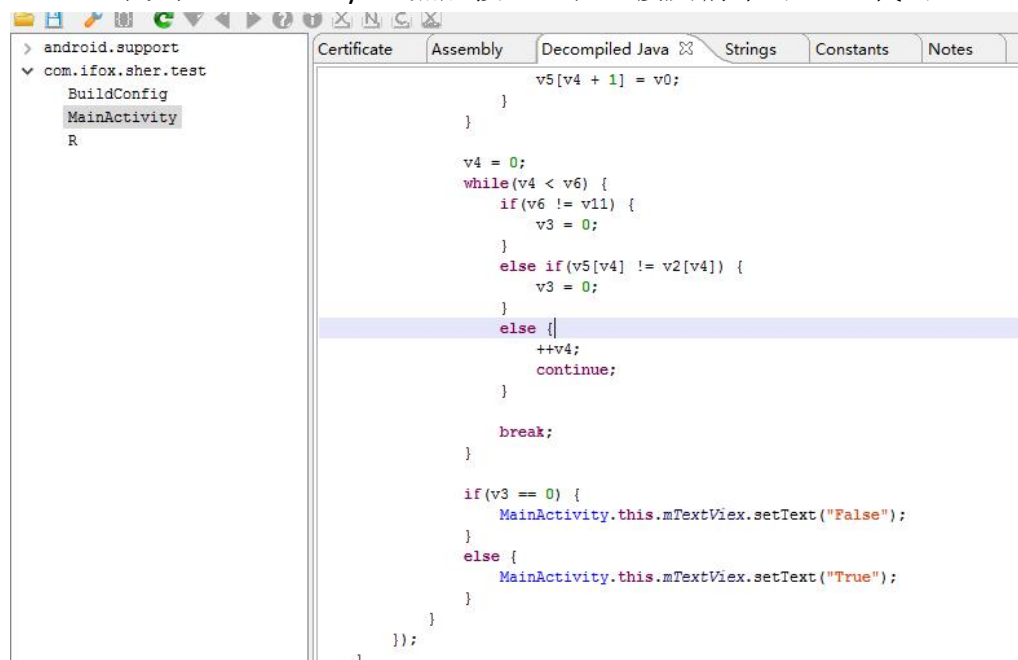 android.support
com.ifox.sher.test
BuildConfig
MainActivity
R
Certificate Assembly Decompiled Java Strings Constants Notes
v5[v4 + 1] = v0;
}
}
v4 = 0;
while(v4 < v6) {
if(v6 != v11) {
v3 = 0;
}
else if(v5[v4] != v2[v4]) {
v3 = 0;
}
else {
++v4;
continue;
}
break;
}
if(v3 == 0) {
MainActivity.this.mTextViex.setText("False");
}
else {
MainActivity.this.mTextViex.setText("True");
}
}
});